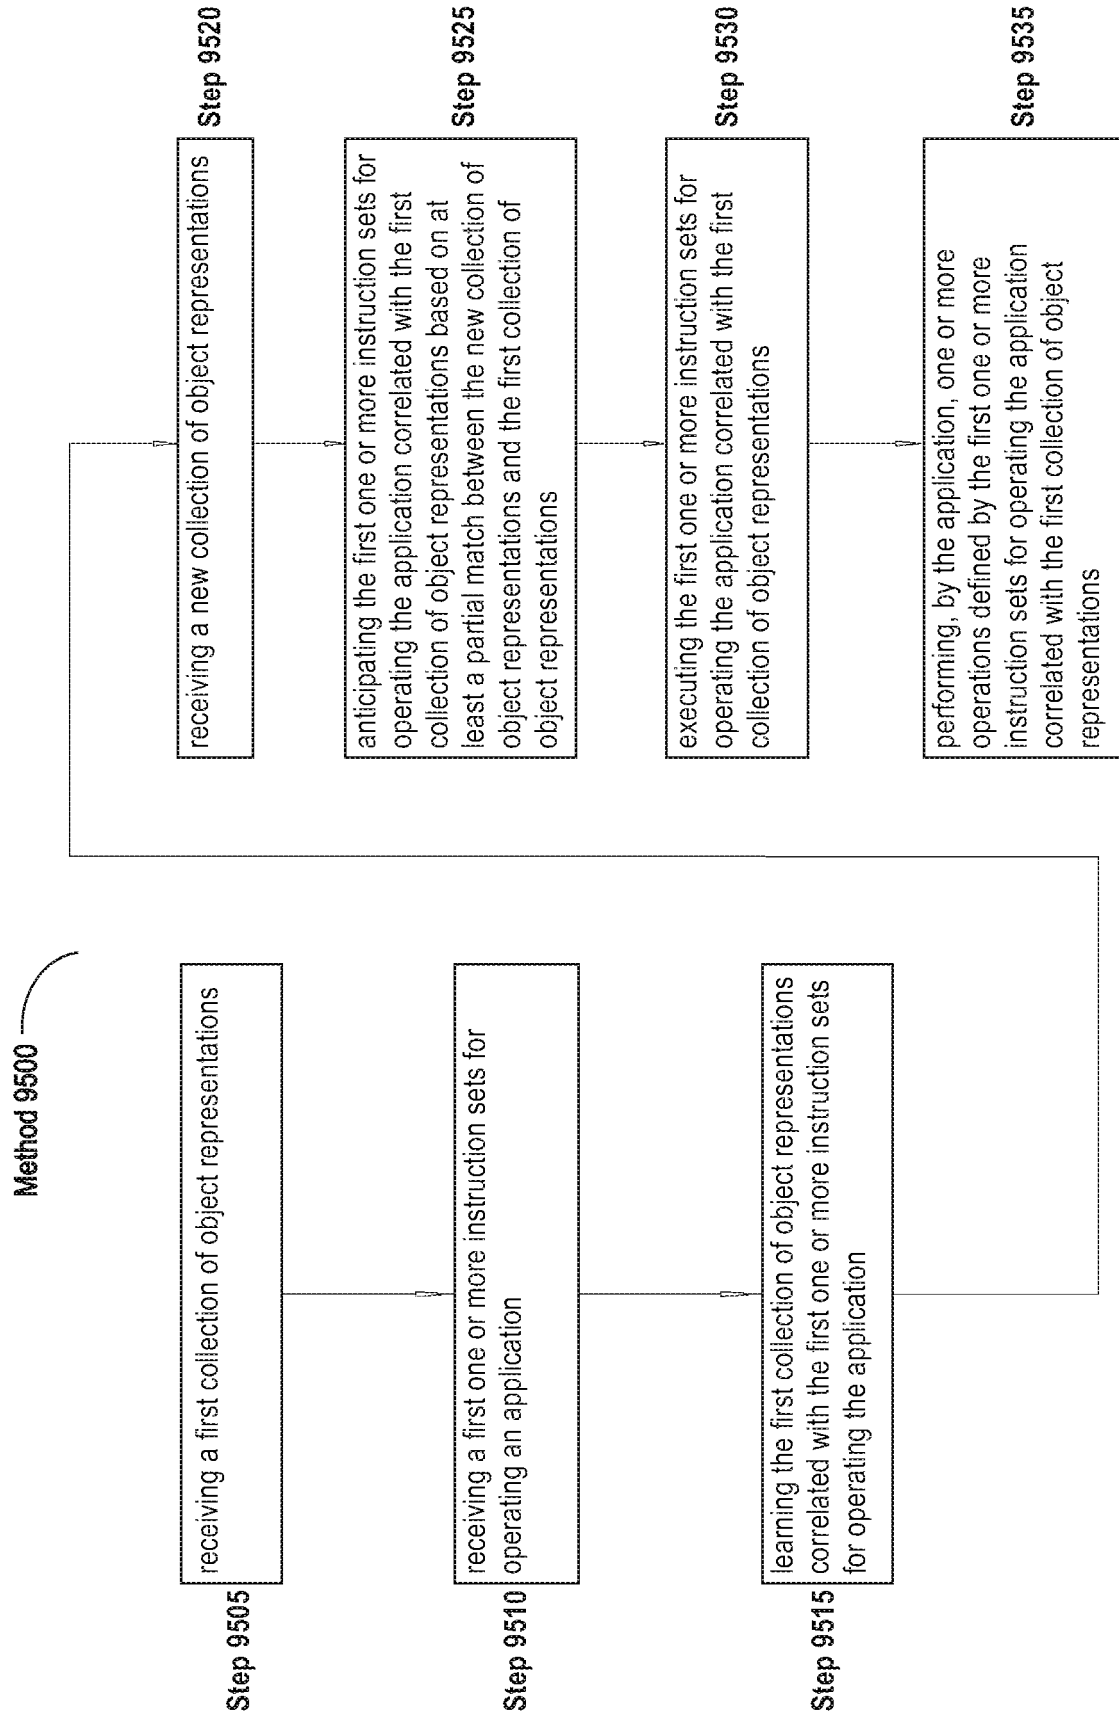 Method 9500
Step 9505
receiving a first collection of object representations
Step 9510
receiving a first one or more instruction sets for
operating an application
Step 9515
learning the first collection of object representations
correlated with the first one or more instruction sets
for operating the application
receiving a new collection of object representations
Step 9520
anticipating the first one or more instruction sets for
operating the application correlated with the first
collection of object representations based on at
least a partial match between the new collection of
object representations and the first collection of
object representations
Step 9525
executing the first one or more instruction sets for
operating the application correlated with the first
collection of object representations
Step 9530
performing, by the application, one or more
operations defined by the first one or more
instruction sets for operating the application
correlated with the first collection of object
representations
Step 9535